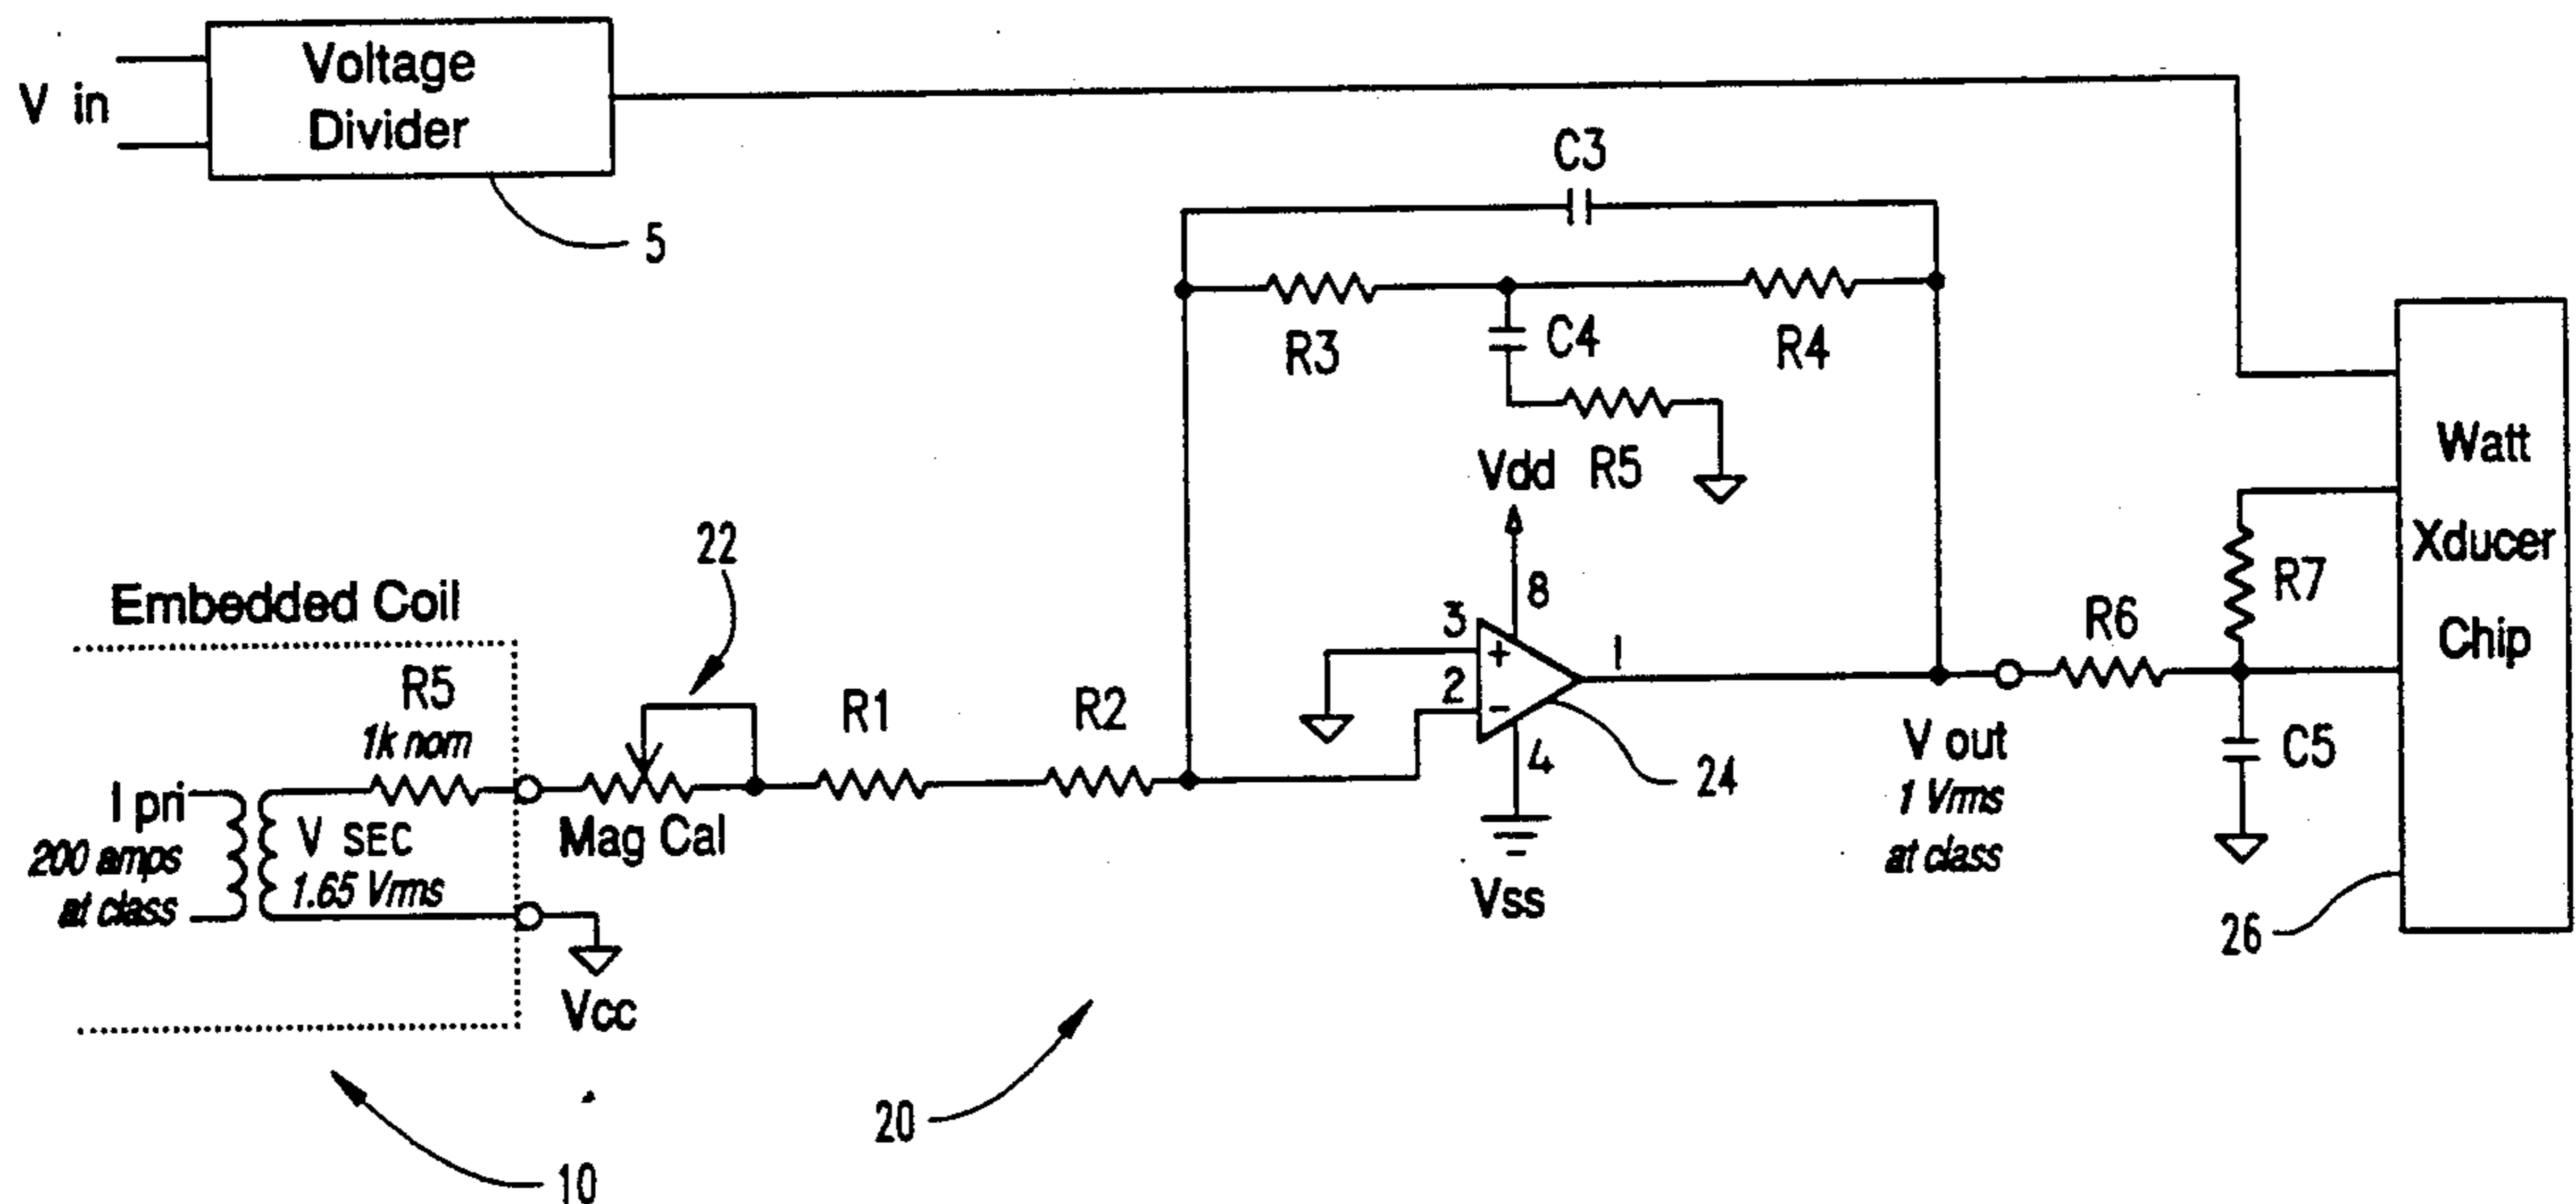 Voltage
Divider
V in
5
C3
R3
C4
R4
R5
Vdd
8
3
2
1
4
Vss
24
22
Embedded Coil
R5
1k nom
I pri
200 amps
at class
V SEC
1.65 Vrms
Mag Cal
Vcc
R1
R2
V out
1 Vrms
at class
R6
R7
C5
Watt
Xducer
Chip
26
20
10
+
-